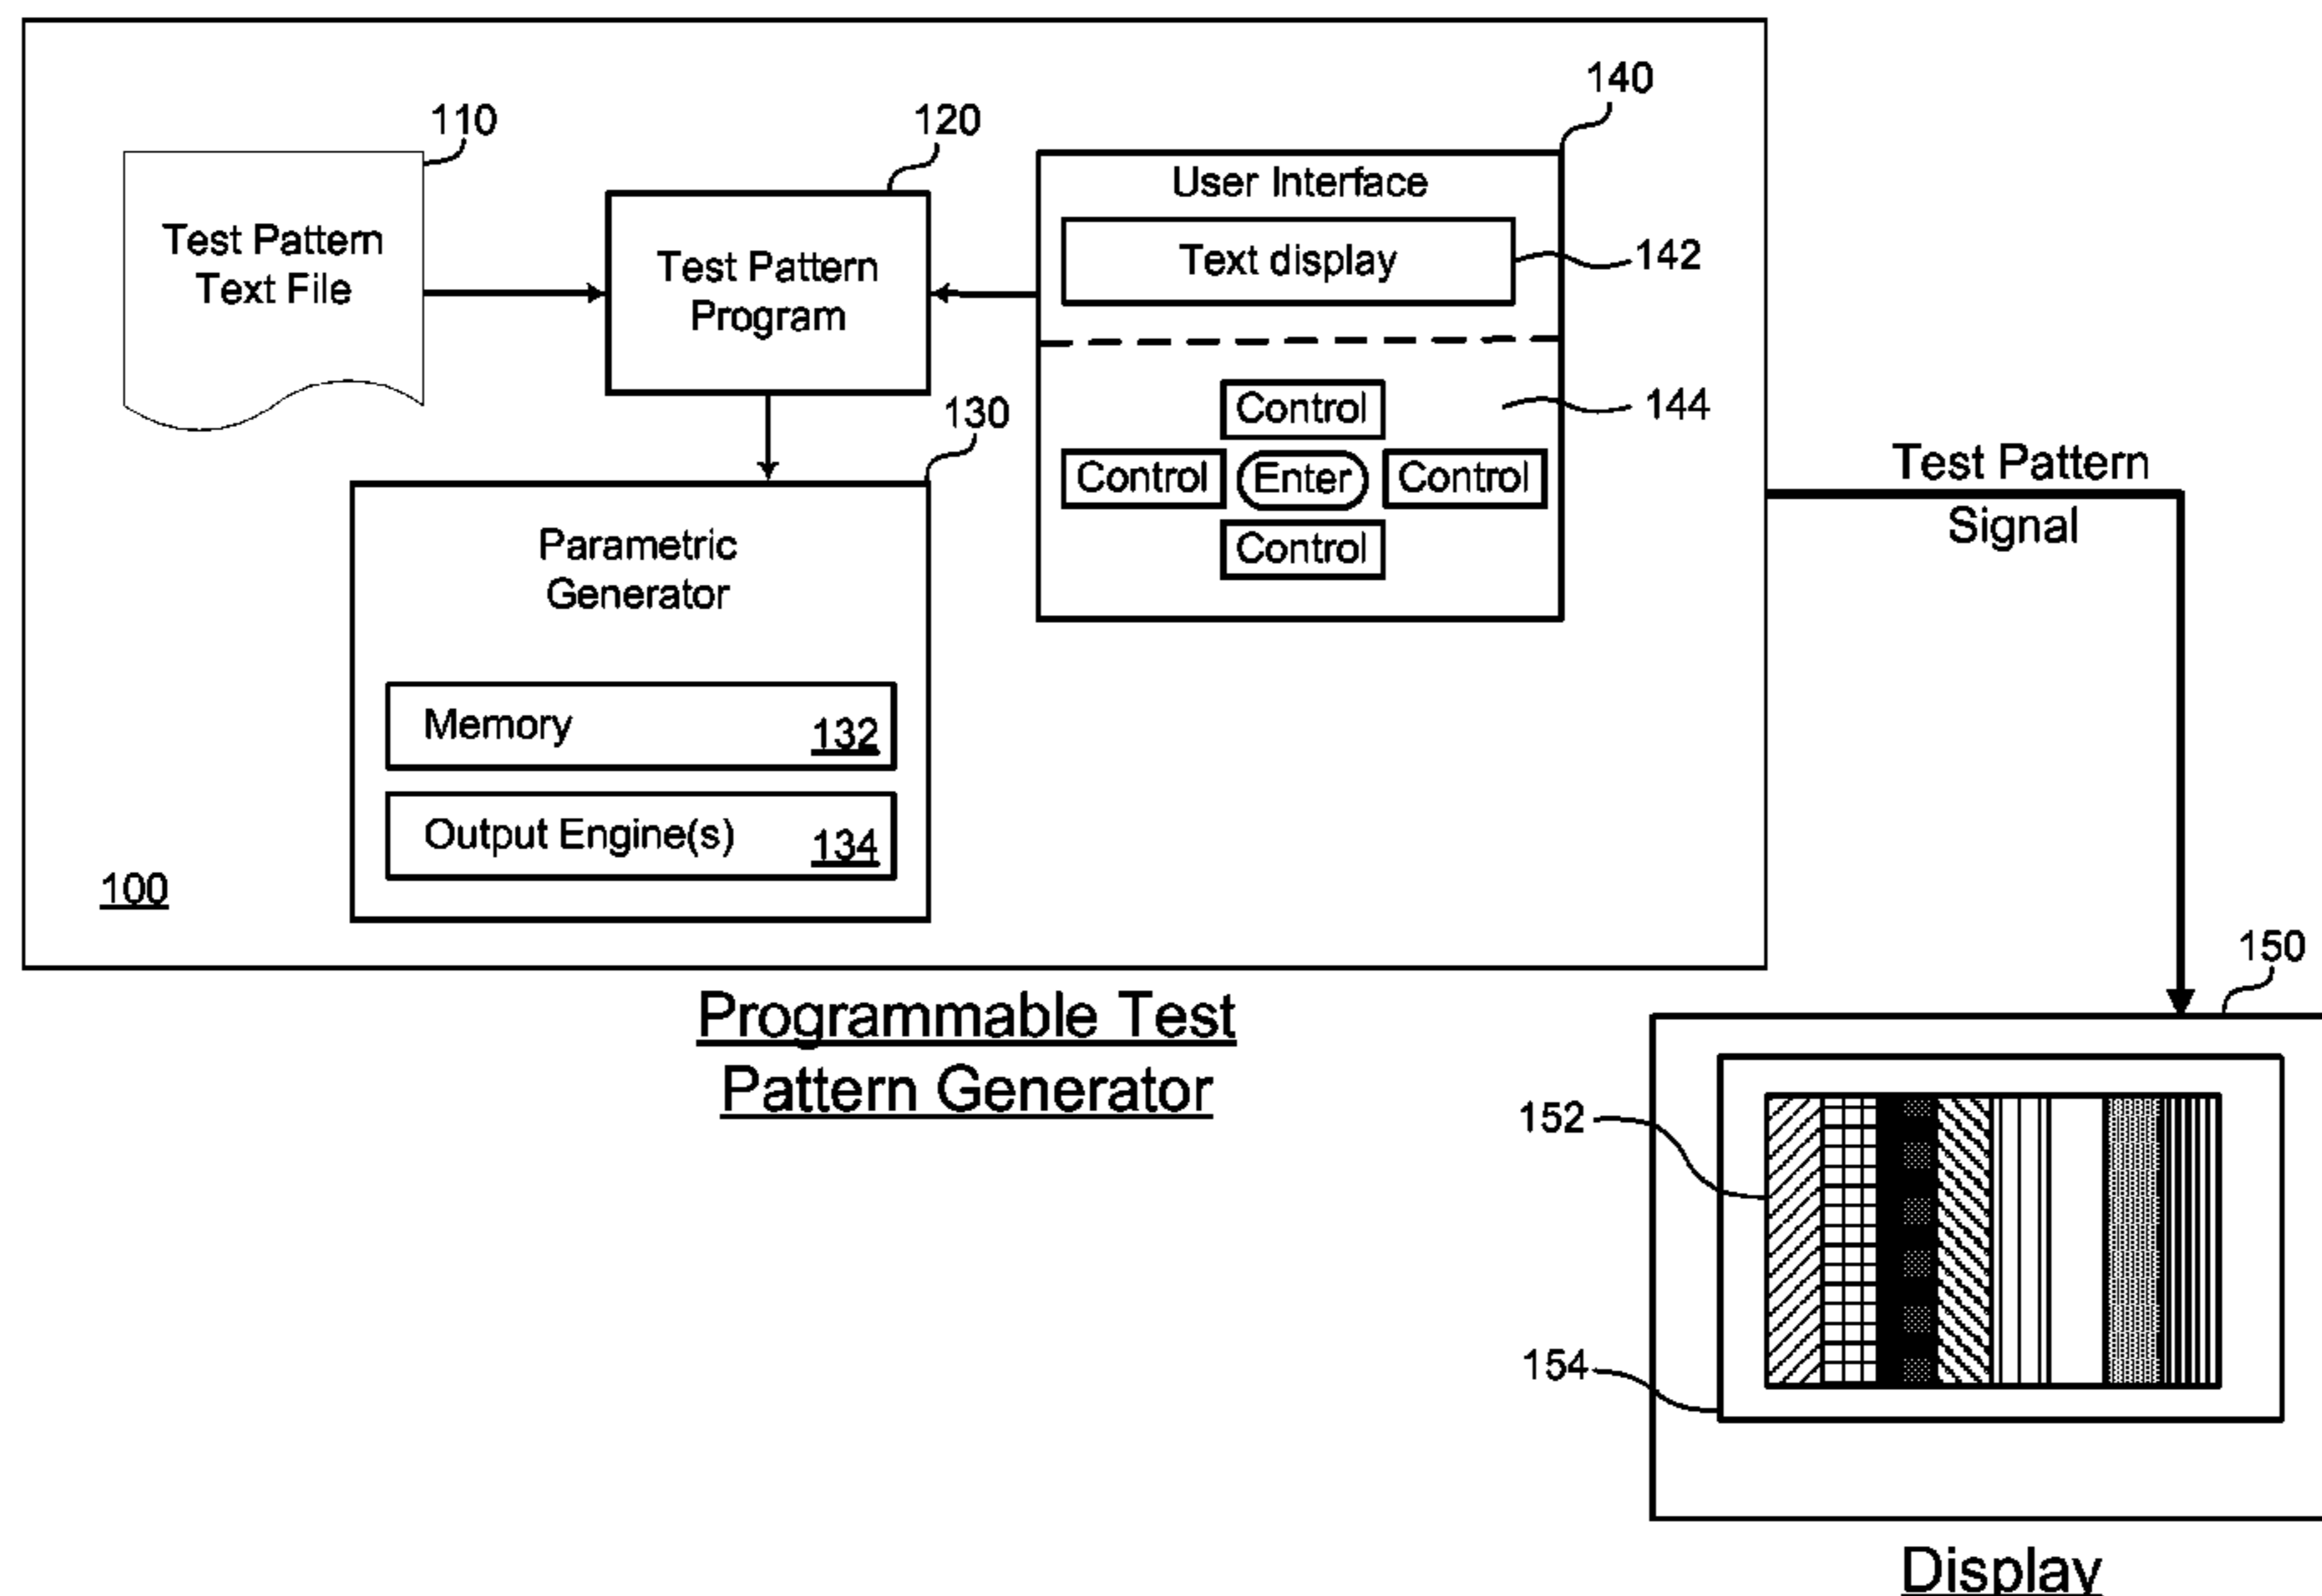 140
110
120
User Interface
Test Pattern
Text File
Test Pattern
Program
Text display
142
130
Control
144
Control
Enter
Control
Control
Test Pattern
Signal
Parametric
Generator
Memory
132
Output Engine(s)
134
100
150
Programmable Test
Pattern Generator
152
154
Display